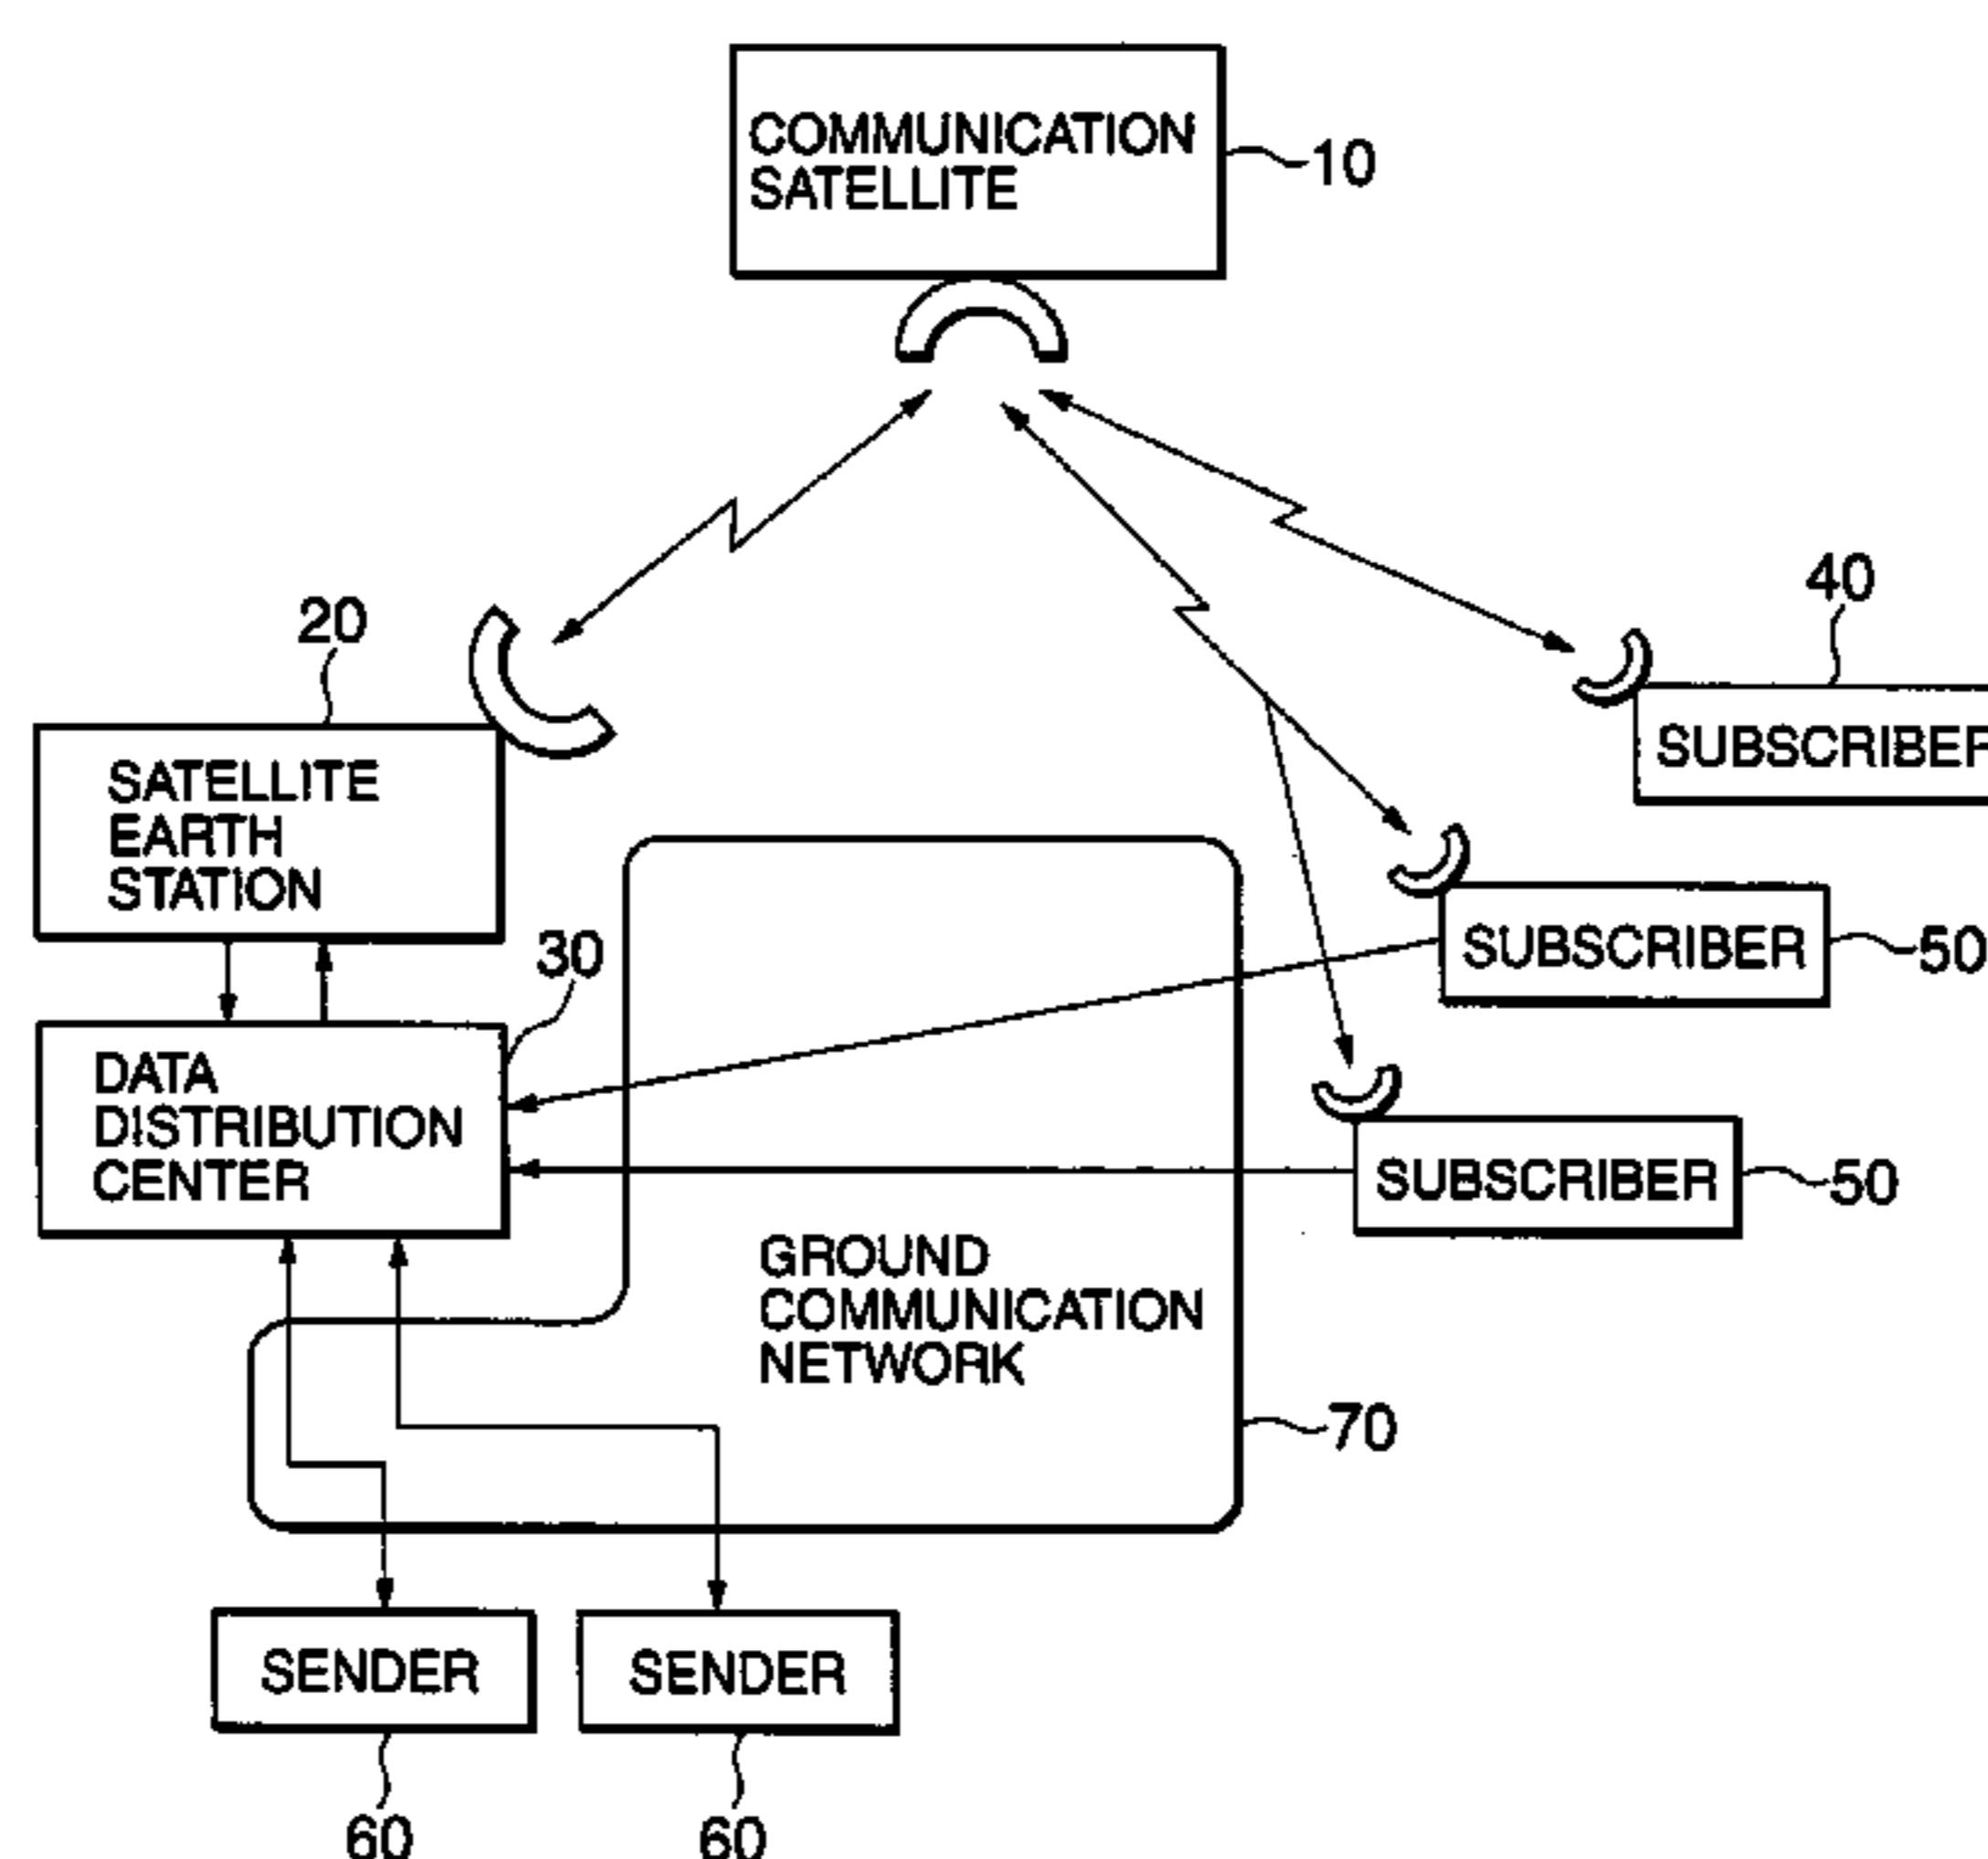 COMMUNICATION
SATELLITE
10
20
40
SATELLITE
EARTH
STATION
SUBSCRIBER
30
SUBSCRIBER
50
DATA
DISTRIBUTION
CENTER
SUBSCRIBER
50
GROUND
COMMUNICATION
NETWORK
70
SENDER
SENDER
60
60